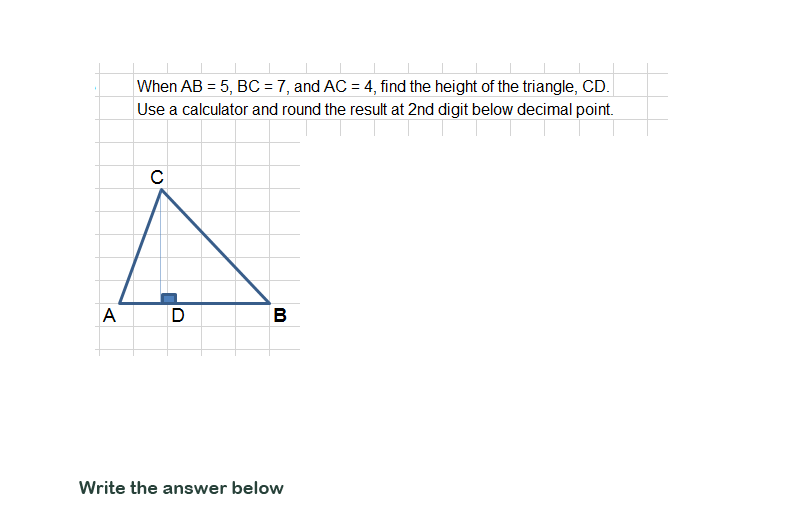 When AB = 5, BC = 7, and AC = 4, find the height of the triangle, CD.
Use a calculator and round the result at 2nd digit below decimal point.
C
A
D
B
Write the answer below